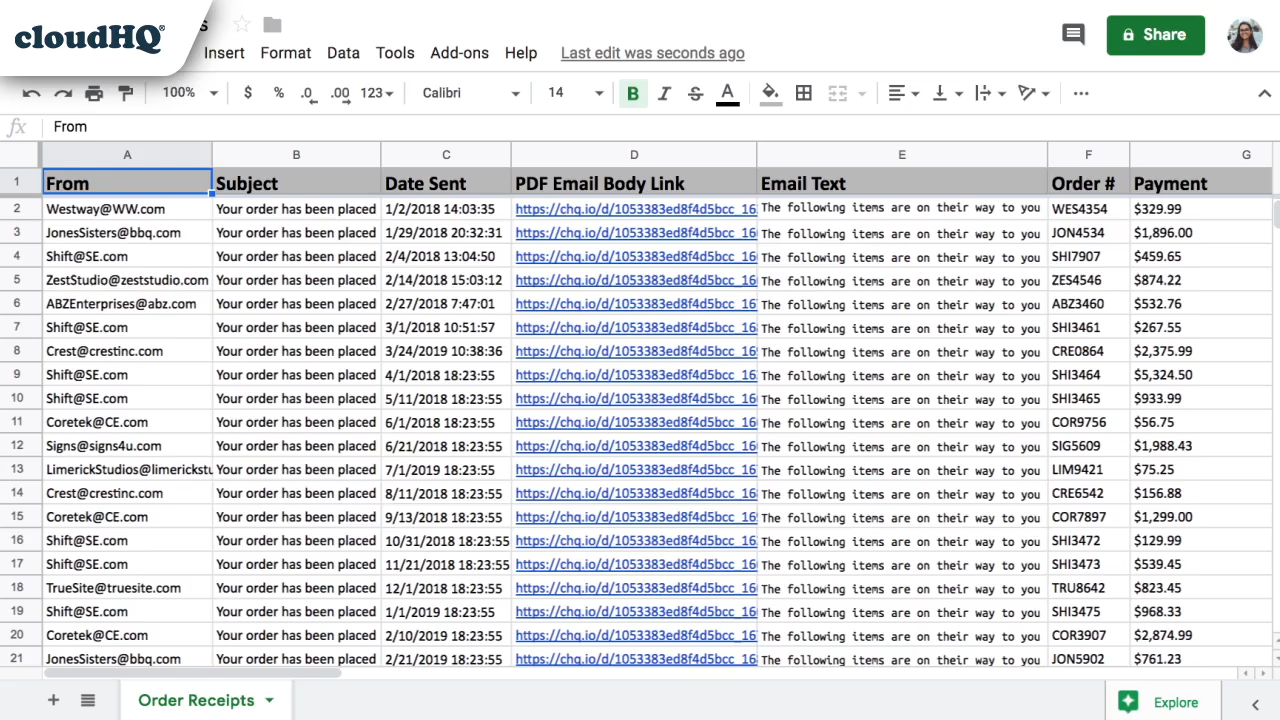 cloudHQ®
s
Insert Format Data Tools Add-ons Help Last edit was seconds ago
Share
100% $ % .0 .00 123 Calibri 14 B I S A
fx From
A B C D E F G
1 From Subject Date Sent PDF Email Body Link Email Text Order # Payment
2 Westway@WW.com Your order has been placed 1/2/2018 14:03:35 https://chq.io/d/1053383ed8f4d5bcc_16 The following items are on their way to you WES4354 $329.99
3 JonesSisters@bbq.com Your order has been placed 1/29/2018 20:32:31 https://chq.io/d/1053383ed8f4d5bcc_16 The following items are on their way to you JON4534 $1,896.00
4 Shift@SE.com Your order has been placed 2/4/2018 13:04:50 https://chq.io/d/1053383ed8f4d5bcc_16 The following items are on their way to you SHI7907 $459.65
5 ZestStudio@zeststudio.com Your order has been placed 2/14/2018 15:03:12 https://chq.io/d/1053383ed8f4d5bcc_16 The following items are on their way to you ZES4546 $874.22
6 ABZEnterprises@abz.com Your order has been placed 2/27/2018 7:47:01 https://chq.io/d/1053383ed8f4d5bcc_16 The following items are on their way to you ABZ3460 $532.76
7 Shift@SE.com Your order has been placed 3/1/2018 10:51:57 https://chq.io/d/1053383ed8f4d5bcc_16 The following items are on their way to you SHI3461 $267.55
8 Crest@crestinc.com Your order has been placed 3/24/2019 10:38:36 https://chq.io/d/1053383ed8f4d5bcc_16 The following items are on their way to you CRE0864 $2,375.99
9 Shift@SE.com Your order has been placed 4/1/2018 18:23:55 https://chq.io/d/1053383ed8f4d5bcc_16 The following items are on their way to you SHI3464 $5,324.50
10 Shift@SE.com Your order has been placed 5/11/2018 18:23:55 https://chq.io/d/1053383ed8f4d5bcc_16 The following items are on their way to you SHI3465 $933.99
11 Coretek@CE.com Your order has been placed 6/1/2018 18:23:55 https://chq.io/d/1053383ed8f4d5bcc_16 The following items are on their way to you COR9756 $56.75
12 Signs@signs4u.com Your order has been placed 6/21/2018 18:23:55 https://chq.io/d/1053383ed8f4d5bcc_16 The following items are on their way to you SIG5609 $1,988.43
13 LimerickStudios@limerickstu Your order has been placed 7/1/2019 18:23:55 https://chq.io/d/1053383ed8f4d5bcc_16 The following items are on their way to you LIM9421 $75.25
14 Crest@crestinc.com Your order has been placed 8/11/2018 18:23:55 https://chq.io/d/1053383ed8f4d5bcc_16 The following items are on their way to you CRE6542 $156.88
15 Coretek@CE.com Your order has been placed 9/13/2018 18:23:55 https://chq.io/d/1053383ed8f4d5bcc_16 The following items are on their way to you COR7897 $1,299.00
16 Shift@SE.com Your order has been placed 10/31/2018 18:23:55 https://chq.io/d/1053383ed8f4d5bcc_16 The following items are on their way to you SHI3472 $129.99
17 Shift@SE.com Your order has been placed 11/21/2018 18:23:55 https://chq.io/d/1053383ed8f4d5bcc_16 The following items are on their way to you SHI3473 $539.45
18 TrueSite@truesite.com Your order has been placed 12/1/2018 18:23:55 https://chq.io/d/1053383ed8f4d5bcc_16 The following items are on their way to you TRU8642 $823.45
19 Shift@SE.com Your order has been placed 1/1/2019 18:23:55 https://chq.io/d/1053383ed8f4d5bcc_16 The following items are on their way to you SHI3475 $968.33
20 Coretek@CE.com Your order has been placed 2/10/2019 18:23:55 https://chq.io/d/1053383ed8f4d5bcc_16 The following items are on their way to you COR3907 $2,874.99
21 JonesSisters@bbq.com Your order has been placed 2/21/2019 18:23:55 https://chq.io/d/1053383ed8f4d5bcc_16 The following items are on their way to you JON5902 $761.23
Order Receipts
Explore